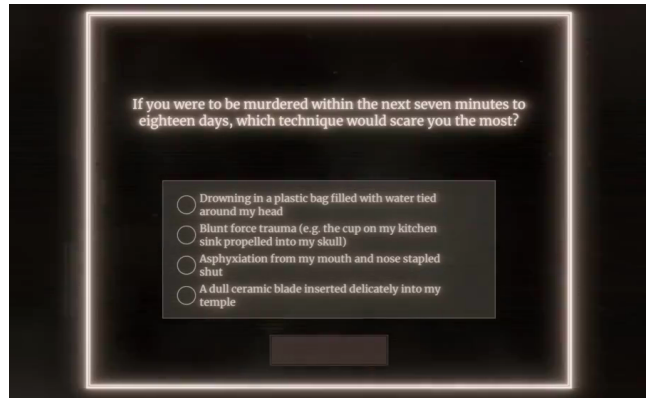 If you were to be murdered within the next seven minutes to
eighteen days, which technique would scare you the most?
Drowning in a plastic bag filled with water tied
around my head
Blunt force trauma (e.g. the cup on my kitchen
sink propelled into my skull)
Asphyxiation from my mouth and nose stapled
shut
A dull ceramic blade inserted delicately into my
temple